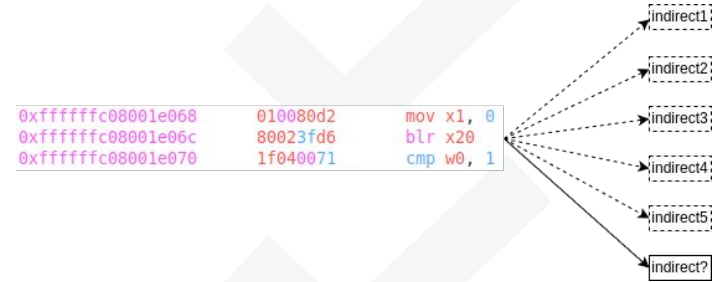 0xffffffc08001e068 010080d2 mov x1, 0
0xffffffc08001e06c 80023fd6 blr x20
0xffffffc08001e070 1f040071 cmp w0, 1
indirect1
indirect2
indirect3
indirect4
indirect5
indirect?